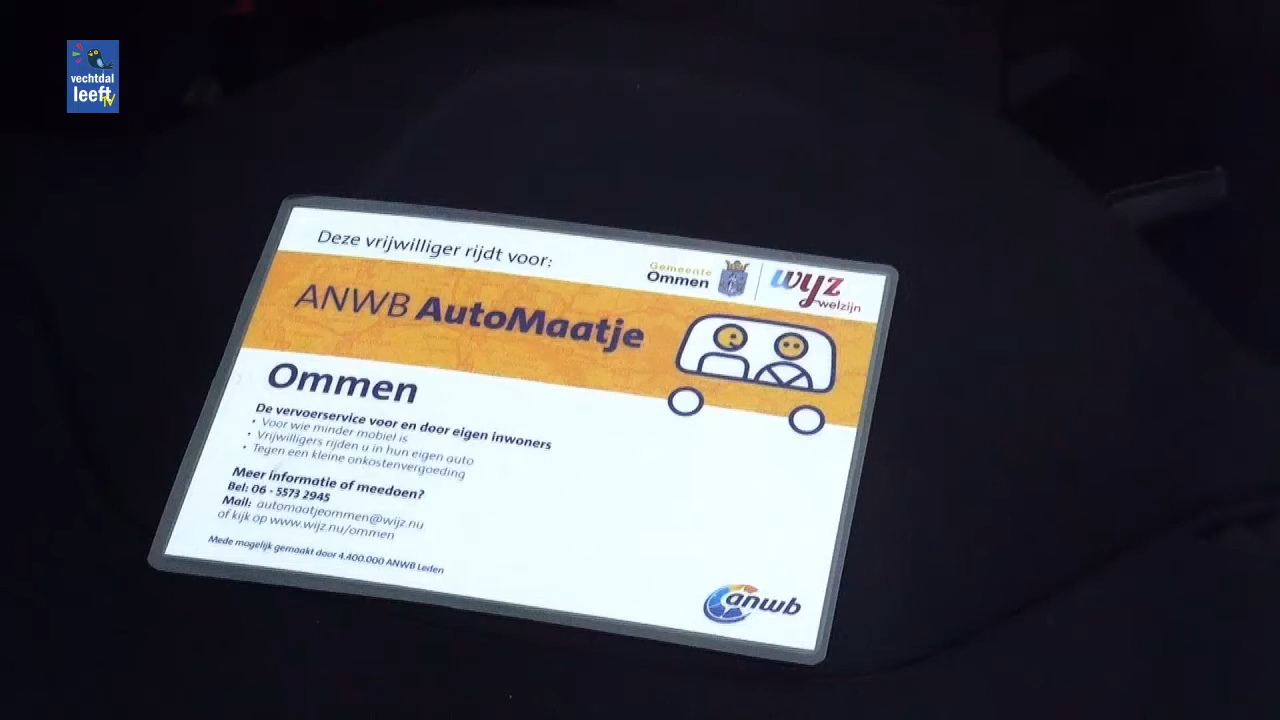 vechtdal
leeft
TV
Deze vrijwilliger rijdt voor:
Gemeente
Ommen
wijz
welzijn
ANWB AutoMaatje
Ommen
De vervoerservice voor en door eigen inwoners
• Voor wie minder mobiel is
• Vrijwilligers rijden u in hun eigen auto
• Tegen een kleine onkostenvergoeding
Meer informatie of meedoen?
Bel: 06 - 5573 2945
Mail: automaatjeommen@wijz.nu
of kijk op www.wijz.nu/ommen
Mede mogelijk gemaakt door 4.400.000 ANWB Leden
anwb